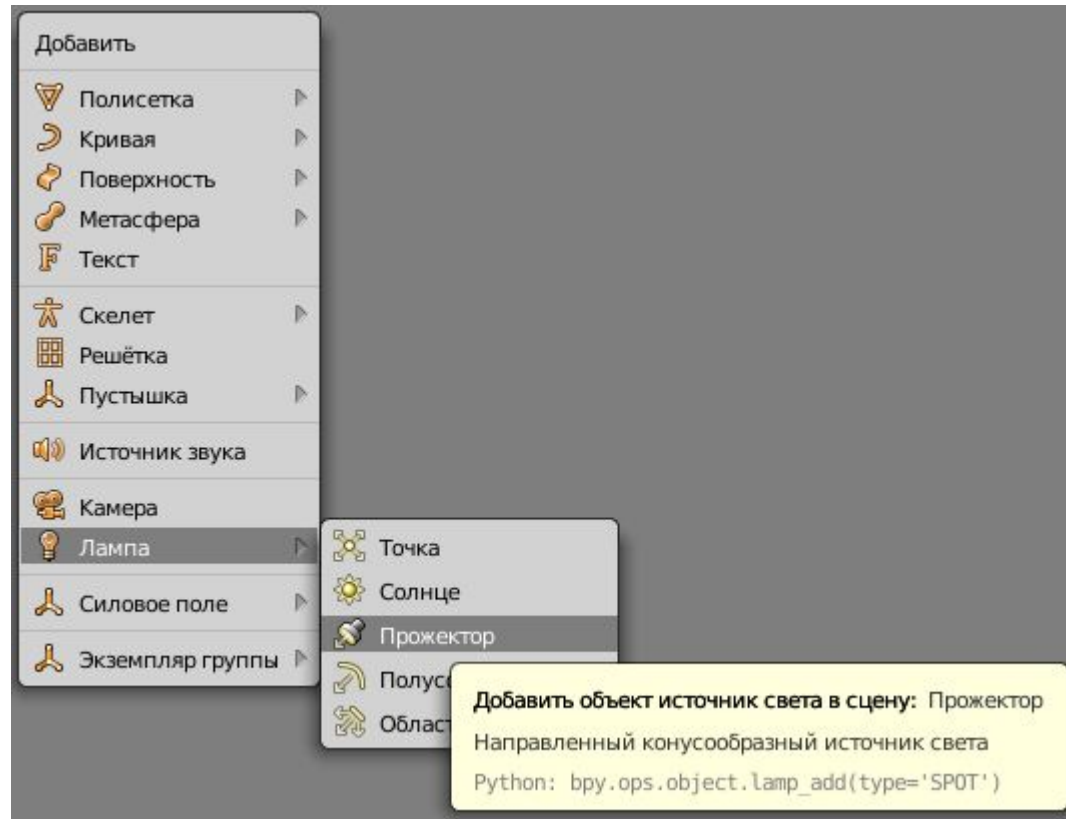 Добавить
Полисетка
Кривая
Поверхность
Метасфера
Текст
Скелет
Решётка
Пустышка
Источник звука
Камера
Лампа
Силовое поле
Экземпляр группы
Точка
Солнце
Прожектор
Добавить объект источник света в сцену: Прожектор
Направленный конусообразный источник света
Python: bpy.ops.object.lamp_add(type='SPOT')